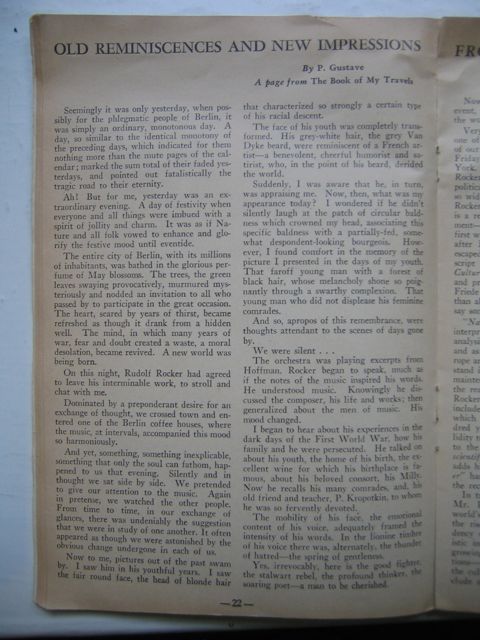 OLD REMINISCENCES AND NEW IMPRESSIONS
By P. Gustave
A page from The Book of My Travels
Seemingly it was only yesterday, when pos-
sibly for the phlegmatic people of Berlin, it
was simply an ordinary, monotonous day. A
day, so similar to the identical monotony of
the preceding days, which indicated for them
nothing more than the mute pages of the cal-
endar; marked the sum total of their faded yes-
terdays, and pointed out fatalistically the
tragic road to their eternity.
Ah! But for me, yesterday was an ex-
traordinary evening. A day of festivity when
everyone and all things were imbued with a
spirit of jollity and charm. It was as if Na-
ture and all folk vowed to enhance and glo-
rify the festive mood until eventide.
The entire city of Berlin, with its millions
of inhabitants, was bathed in the glorious per-
fume of May blossoms. The trees, the green
leaves swaying provocatively, murmured mys-
teriously and nodded an invitation to all who
passed by to participate in the great occasion.
The heart, seared by years of thirst, became
refreshed as though it drank from a hidden
well. The mind, in which many years of
war, fear and doubt created a waste, a moral
desolation, became revived. A new world was
being born.
On this night, Rudolf Rocker had agreed
to leave his interminable work, to stroll and
chat with me.
Dominated by a preponderant desire for an
exchange of thought, we crossed town and en-
tered one of the Berlin coffee houses, where
the music, at intervals, accompanied this mood
so harmoniously.
And yet, something, something inexplicable,
something that only the soul can fathom, hap-
pened to us that evening. Silently and in
thought we sat side by side. We pretended
to give our attention to the music. Again
in pretense, we watched the other people.
From time to time, in our exchange of
glances, there was undeniably the suggestion
that we were in study of one another. It often
appeared as though we were astonished by the
obvious change undergone in each of us.
Now to me, pictures out of the past swam
by. I saw him in his youthful years. I saw
the fair round face, the head of blonde hair
that characterized so strongly a certain type
of his racial descent.
The face of his youth was completely trans-
formed. His grey-white hair, the grey Van
Dyke beard, were reminiscent of a French ar-
tist—a benevolent, cheerful humorist and sa-
tirist, who, in the point of his beard, derided
the world.
Suddenly, I was aware that he, in turn,
was appraising me. Now, then, what was my
appearance today? I wondered if he didn't
silently laugh at the patch of circular bald-
ness which crowned my head, associating this
specific baldness with a partially-fed, some-
what despondent-looking bourgeois. How-
ever, I found comfort in the memory of the
picture I presented in the days of my youth.
That faroff young man with a forest of
black hair, whose melancholy shone so poig-
nantly through a swarthy complexion. That
young man who did not displease his feminine
comrades.
And so, apropos of this remembrance, were
thoughts attendant to the scenes of days gone
by.
We were silent . . .
The orchestra was playing excerpts from
Hoffman. Rocker began to speak, much as
if the notes of the music inspired his words.
He understood music. Knowingly he dis-
cussed the composer, his life and works; then
generalized about the men of music. His
mood changed.
I began to hear about his experiences in the
dark days of the First World War, how his
family and he were persecuted. He talked on
about his youth, the home of his birth, the ex-
cellent wine for which his birthplace is fa-
mous, about his beloved consort, his Milly.
Now he recalls his many comrades, and, his
old friend and teacher, P. Kropotkin, to whom
he was so fervently devoted.
The mobility of his face, the emotional
content of his voice, adequately framed the
intensity of his words. In the lionine timber
of his voice there was, alternately, the thunder
of hatred—the spring of gentleness.
Yes, irrevocably, here is the good fighter,
the stalwart rebel, the profound thinker, the
soaring poet—a man to be cherished.
—22—